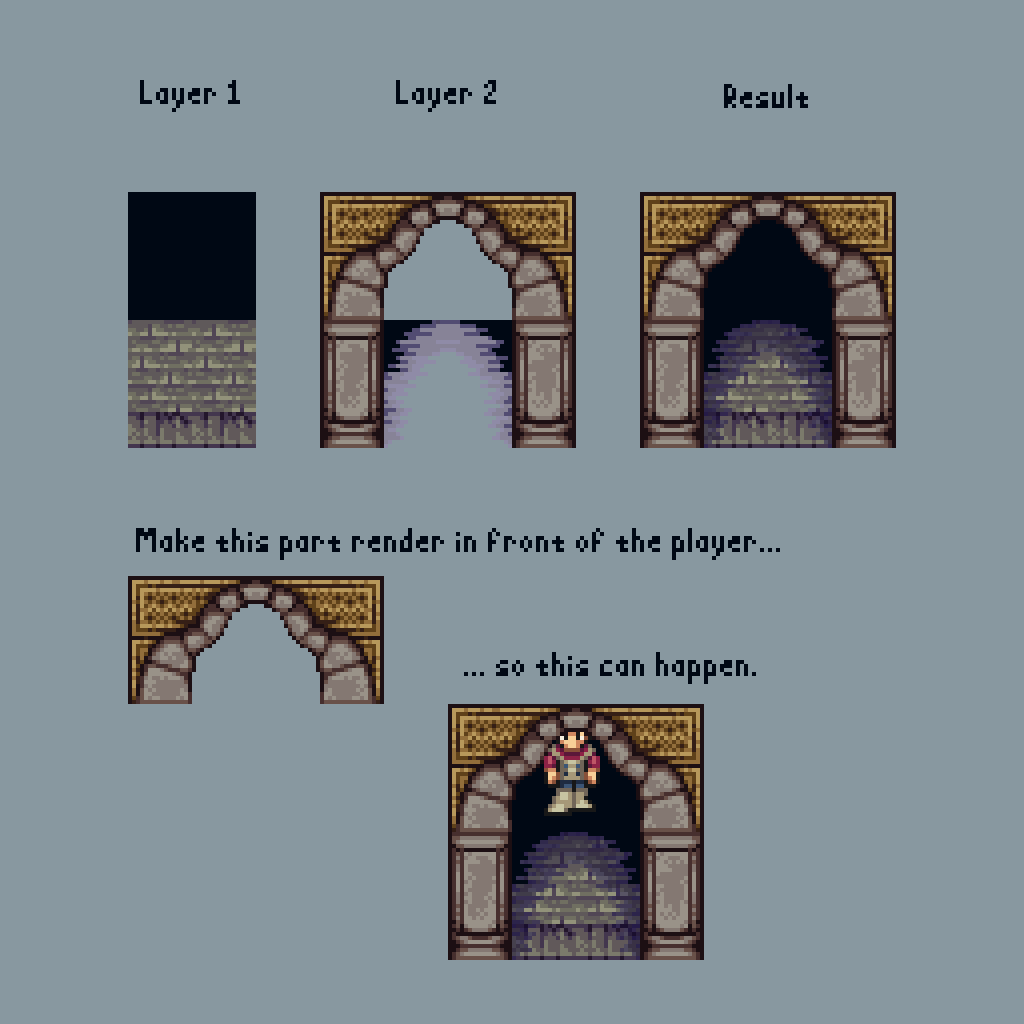 Layer 1
Layer 2
Result
Make this part render in front of the player...
... so this can happen.